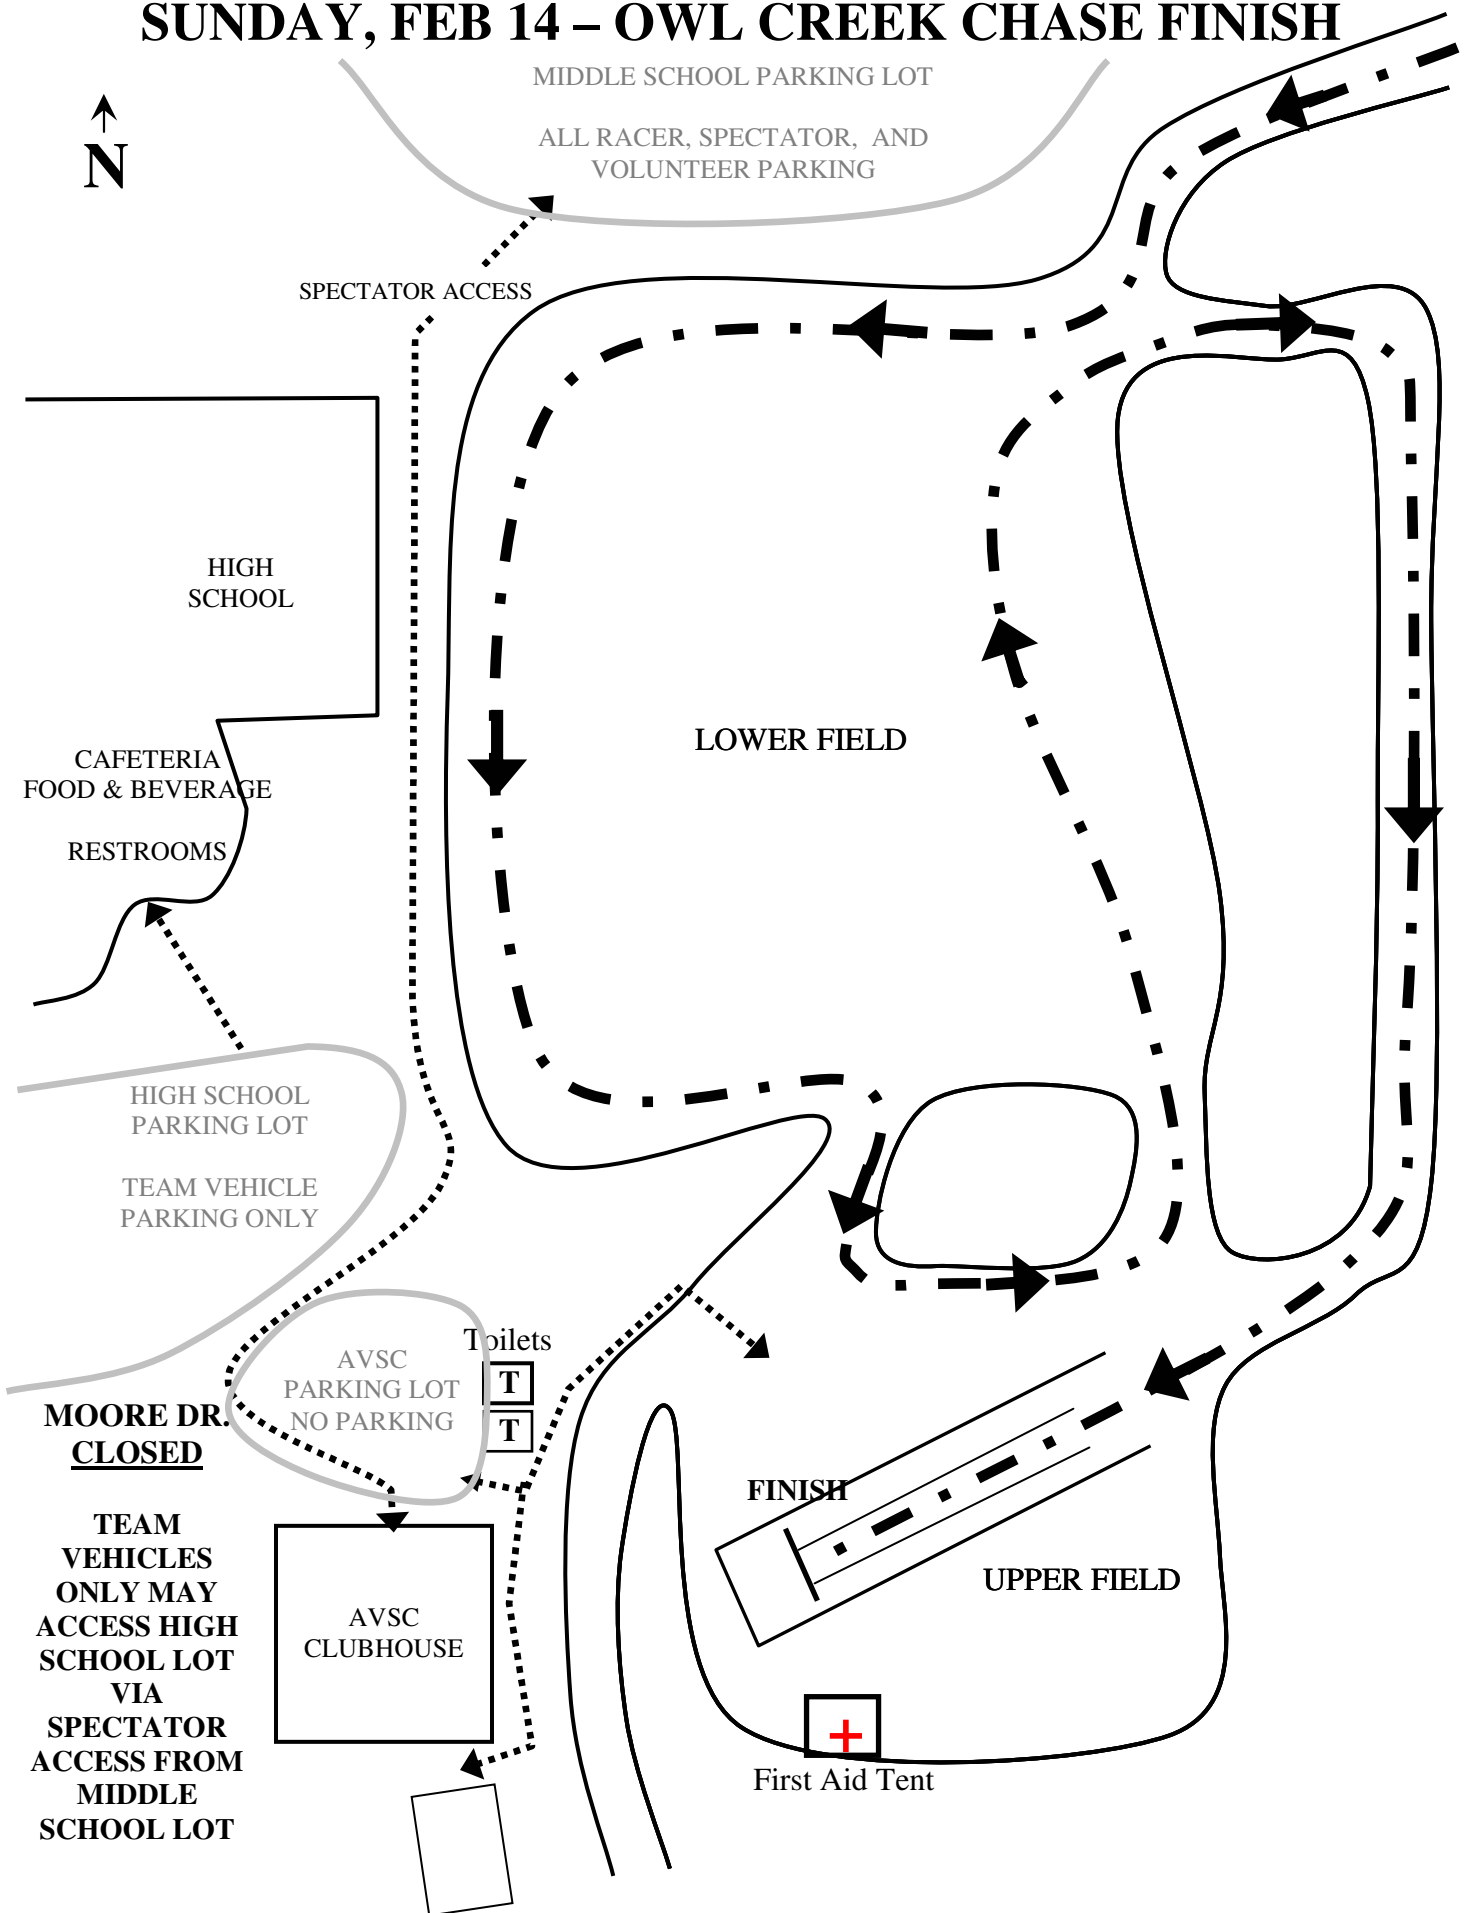 SUNDAY, FEB 14 – OWL CREEK CHASE FINISH
MIDDLE SCHOOL PARKING LOT
ALL RACER, SPECTATOR, AND
VOLUNTEER PARKING
N
SPECTATOR ACCESS
HIGH
SCHOOL
LOWER FIELD
CAFETERIA
FOOD & BEVERAGE
RESTROOMS
HIGH SCHOOL
PARKING LOT
TEAM VEHICLE
PARKING ONLY
Toilets
T
T
AVSC
PARKING LOT
NO PARKING
MOORE DR.
CLOSED
TEAM
VEHICLES
ONLY MAY
ACCESS HIGH
SCHOOL LOT
VIA
SPECTATOR
ACCESS FROM
MIDDLE
SCHOOL LOT
FINISH
UPPER FIELD
AVSC
CLUBHOUSE
First Aid Tent